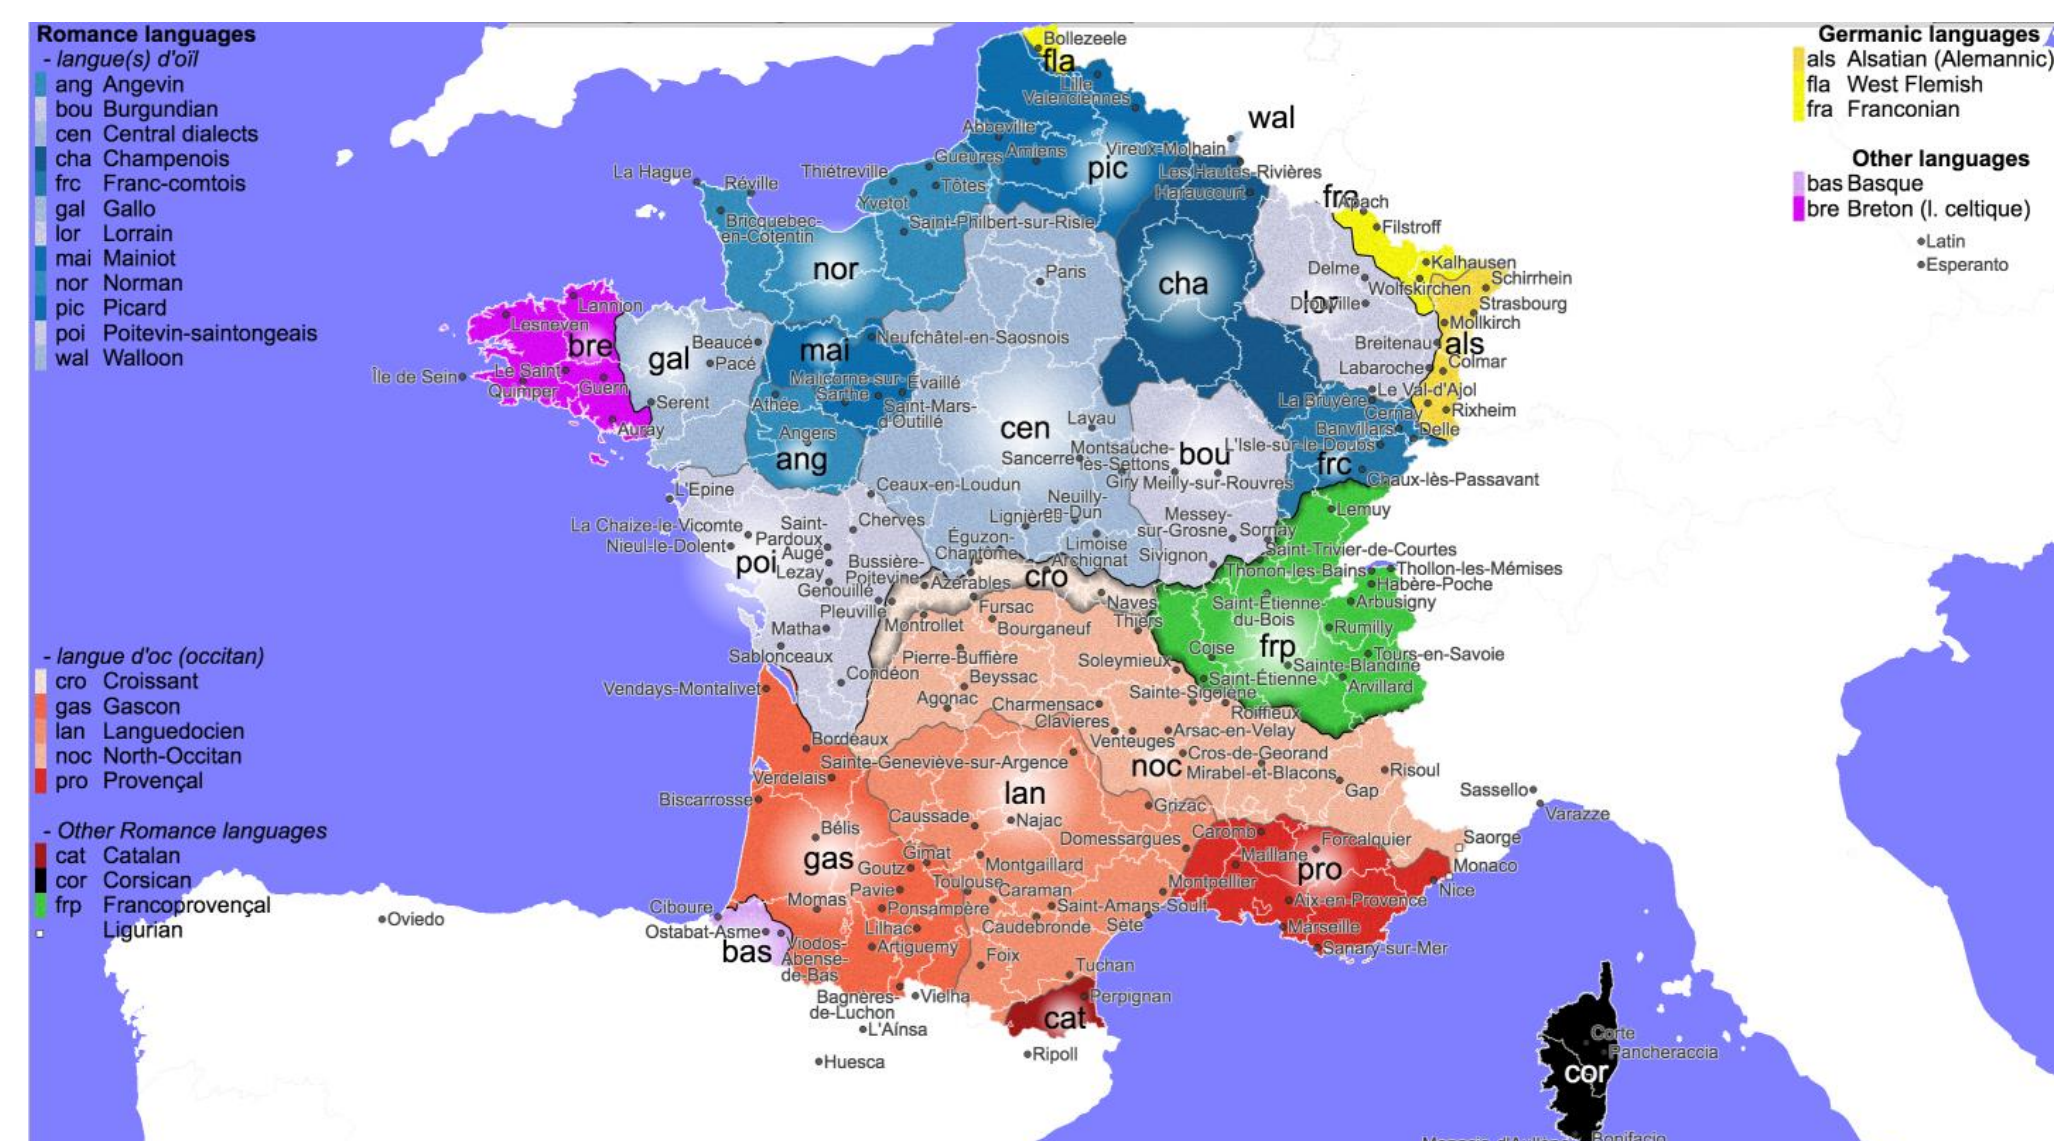 Romance languages
- langue(s) d'oïl
ang Angevin
bou Burgundian
cen Central dialects
cha Champenois
frc Franc-comtois
gal Gallo
lor Lorrain
mai Mainiot
nor Norman
pic Picard
poi Poitevin-saintongeais
wal Walloon
- langue d'oc (occitan)
cro Croissant
gas Gascon
lan Languedocien
noc North-Occitan
pro Provençal
- Other Romance languages
cat Catalan
cor Corsican
frp Francoprovençal
Ligurian
Germanic languages
als Alsatian (Alemannic)
fla West Flemish
fra Franconian
Other languages
bas Basque
bre Breton (l. celtique)
Latin
Esperanto
Bollezeele
fla
Lille
Valenciennes
wal
Abbeville
Gueures
Amiens
Vireux-Molhain
pic
Les Hautes-Rivières
Haraucourt
La Hague
Réville
Thiétreville
Tôtes
Yvetot
Bricquebec-
en-Cotentin
Saint-Philbert-sur-Risle
fra
Apach
Filstroff
nor
Paris
cha
Delme
Kalhausen
Schirrhein
Wolfskirchen
Drouville
lor
Strasbourg
Mollkirch
Lannion
Lesneven
bre
Beaucé
gal
Pacé
mai
Neufchâtel-en-Saosnois
Breitenau
als
Colmar
Labaroche
Île de Sein
Le Saint
Quimper
Guern
Malicorne-sur-
Sarthe
Évaillé
Le Val-d'Ajol
Serent
Athée
Saint-Mars-
d'Outillé
La Bruyère
Cernay
Rixheim
Auray
Angers
ang
cen
Lavau
Banvillars
Delle
Sancerre
Montsauche-
les-Settons
bou
L'Isle-sur-le-Doubs
frc
L'Epine
Ceaux-en-Loudun
Giry
Meilly-sur-Rouvres
Chaux-lès-Passavant
Neuilly-
en-Dun
La Chaize-le-Vicomte
Saint-
Pardoux
Cherves
Lignières
Messey-
sur-Grosne
Sornay
Lemuy
Nieul-le-Dolent
Augé
Éguzon-
Chantôme
Limoise
Archignat
Sivignon
Saint-Trivier-de-Courtes
poi
Lezay
Bussière-
Poitevine
Azérables
cro
Thonon-les-Bains
Thollon-les-Mémises
Habère-Poche
Genouillé
Pleuville
Fursac
Naves
Saint-Étienne-
du-Bois
Arbusigny
Matha
Montrollet
Bourganeuf
Thiers
Rumilly
Sablonceaux
Pierre-Buffière
Soleymieux
Coise
frp
Tours-en-Savoie
Sainte-Blandine
Vendays-Montalivet
Condéon
Beyssac
Saint-Étienne
Arvillard
Agonac
Charmensac
Sainte-Sigolène
Clavieres
Roiffieux
Bordeaux
Venteuges
Arsac-en-Velay
Sainte-Geneviève-sur-Argence
Cros-de-Georand
noc
Mirabel-et-Blacons
Risoul
Verdelais
Gap
Sassello
Biscarrosse
lan
Grizac
Varazze
Bélis
Caussade
Najac
Domessargues
Caromb
Forcalquier
Saorge
gas
Goutz
Gimat
Montgaillard
Maillane
pro
Monaco
Pavie
Toulouse
Caraman
Montpellier
Nice
Ciboure
Momas
Ponsampère
Saint-Amans-Soult
Aix-en-Provence
Oviedo
Ostabat-Asme
Lilhac
Caudebronde
Sète
Marseille
bas
Viodos-
Abense-
de-Bas
Artiguemy
Foix
Sanary-sur-Mer
Tuchan
Bagnères-
de-Luchon
Vielha
Perpignan
L'Aínsa
cat
Huesca
Ripoll
Corte
Pancheraccia
cor
Bonifacio